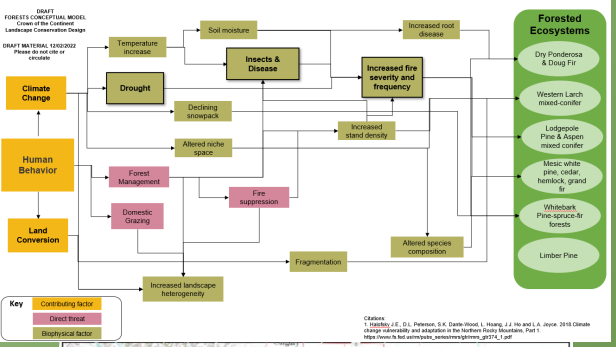 DRAFT
FORESTS CONCEPTUAL MODEL
Crown of the Continent
Landscape Conservation Design
DRAFT MATERIAL 12/02/2022
Please do not cite or
circulate
Temperature
increase
Soil moisture
Increased root
disease
Insects &
Disease
Increased fire
severity and
frequency
Climate
Change
Drought
Declining
snowpack
Altered niche
space
Increased
stand density
Human
Behavior
Forest
Management
Fire
suppression
Domestic
Grazing
Land
Conversion
Altered species
composition
Fragmentation
Increased landscape
heterogeneity
Forested
Ecosystems
Dry Ponderosa
& Doug Fir
Western Larch
mixed-conifer
Lodgepole
Pine & Aspen
mixed conifer
Mesic white
pine, cedar,
hemlock, grand
fir
Whitebark
Pine-spruce-fir
forests
Limber Pine
Key
Contributing factor
Direct threat
Biophysical factor
Citations
1. Halofsky J.E., D.L. Peterson, S.K. Dante-Wood, L. Hoang, J.J. Ho and L.A. Joyce. 2018 Climate
change vulnerability and adaptation in the Northern Rocky Mountains, Part 1.